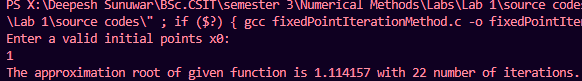 PS X:\Deepesh Sunuwar\BSc.CSIT\semester 3\Numerical Methods\Labs\Lab 1\source codes>
\Lab 1\source codes\" ; if ($?) { gcc fixedPointIterationMethod.c -o fixedPointIter
Enter a valid initial points x0:
1
The approximation root of given function is 1.114157 with 22 number of iterations.